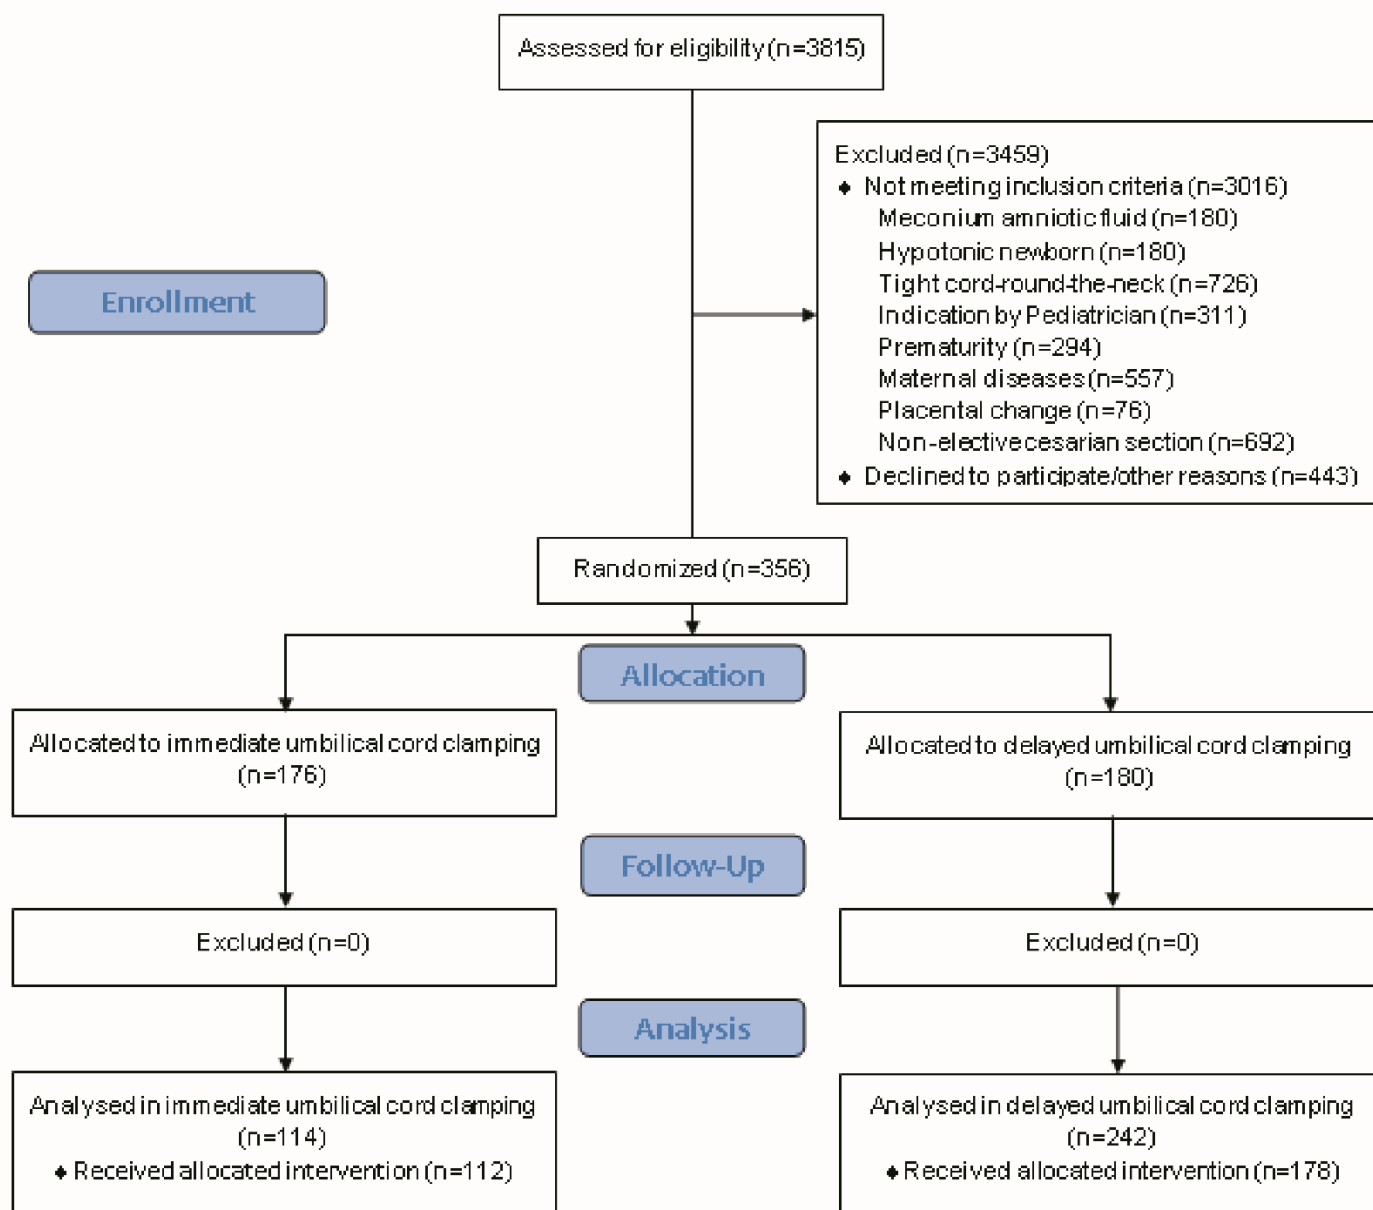 Assessed for eligibility (n=3815)
Excluded (n=3459)
♦ Not meeting inclusion criteria (n=3016)
Meconium amniotic fluid (n=180)
Hypotonic newborn (n=180)
Tight cord-round-the-neck (n=726)
Indication by Pediatrician (n=311)
Prematurity (n=294)
Maternal diseases (n=557)
Placental change (n=76)
Non-elective cesarian section (n=692)
♦ Declined to participate/other reasons (n=443)
Enrollment
Randomized (n=356)
Allocation
Allocated to immediate umbilical cord clamping
(n=176)
Allocated to delayed umbilical cord clamping
(n=180)
Follow-Up
Excluded (n=0)
Excluded (n=0)
Analysis
Analysed in immediate umbilical cord clamping
(n=114)
♦ Received allocated intervention (n=112)
Analysed in delayed umbilical cord clamping
(n=242)
♦ Received allocated intervention (n=178)